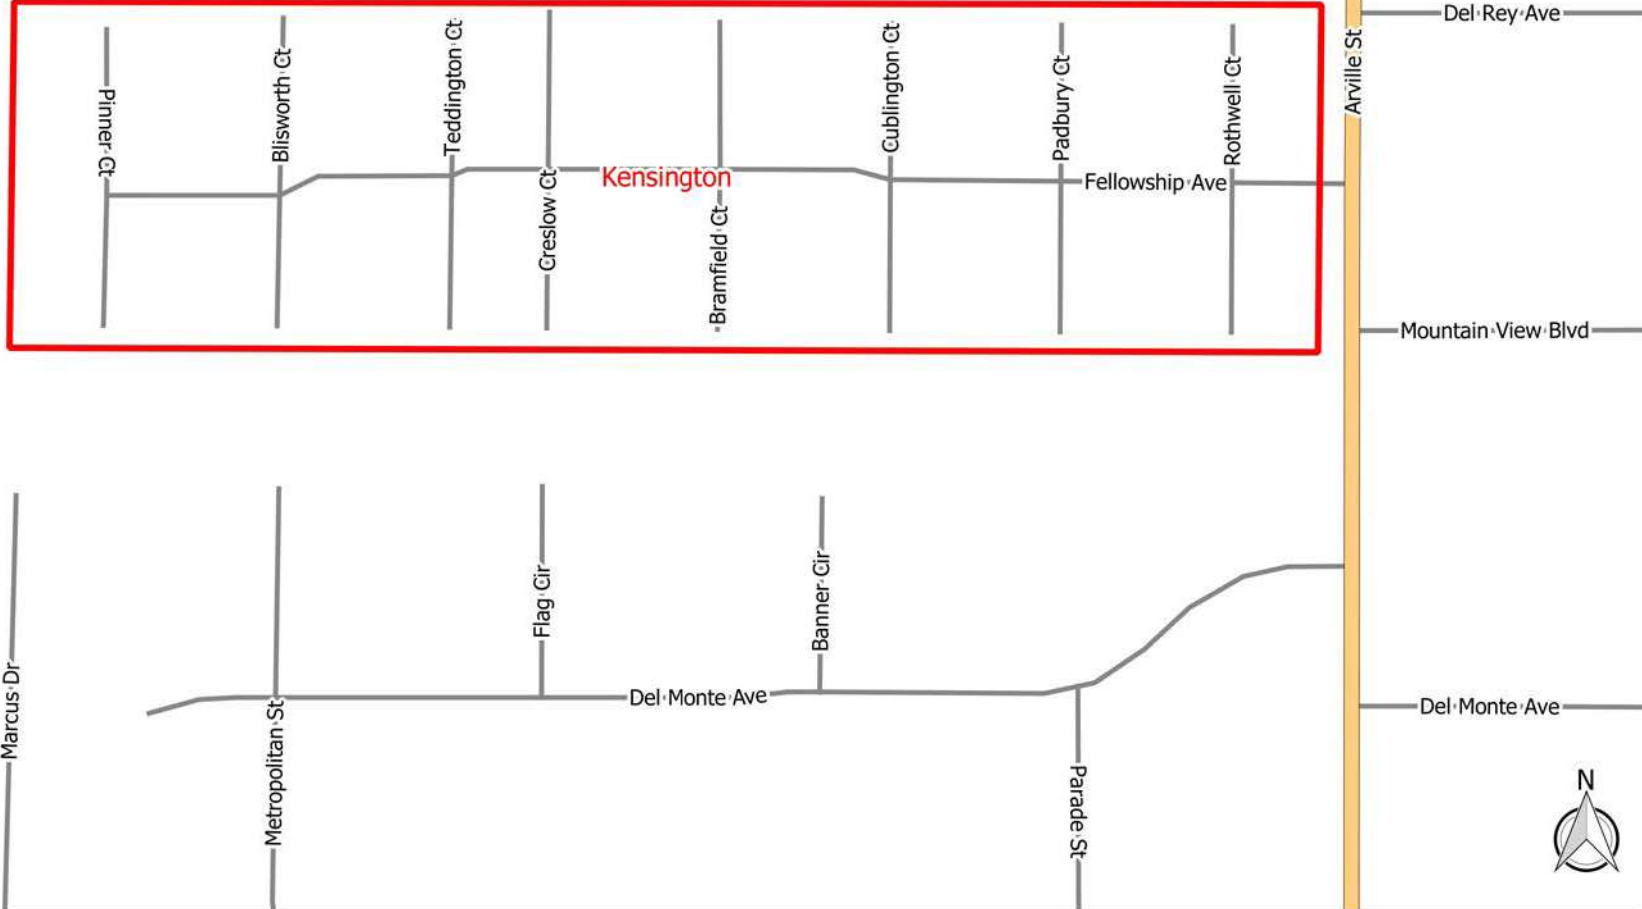 Del Rey Ave
Pinner Ct
Blisworth Ct
Teddington Ct
Creslow Ct
Kensington
Bramfield Ct
Cublington Ct
Padbury Ct
Fellowship Ave
Rothwell Ct
Arville St
Mountain View Blvd
Marcus Dr
Metropolitan St
Flag Cir
Del Monte Ave
Banner Cir
Parade St
Del Monte Ave
N